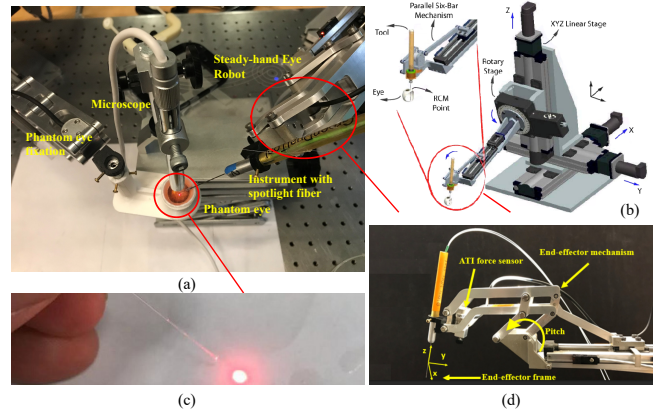 Steady-hand Eye
Robot
Microscope
Phantom eye
fixation
Instrument with
spotlight fiber
Phantom eye
(a)
Parallel Six-Bar
Mechanism
Tool
Eye
RCM
Point
Z
XYZ Linear Stage
Rotary
Stage
X
Y
(b)
(c)
End-effector mechanism
ATI force sensor
Pitch
z
y
x
End-effector frame
(d)